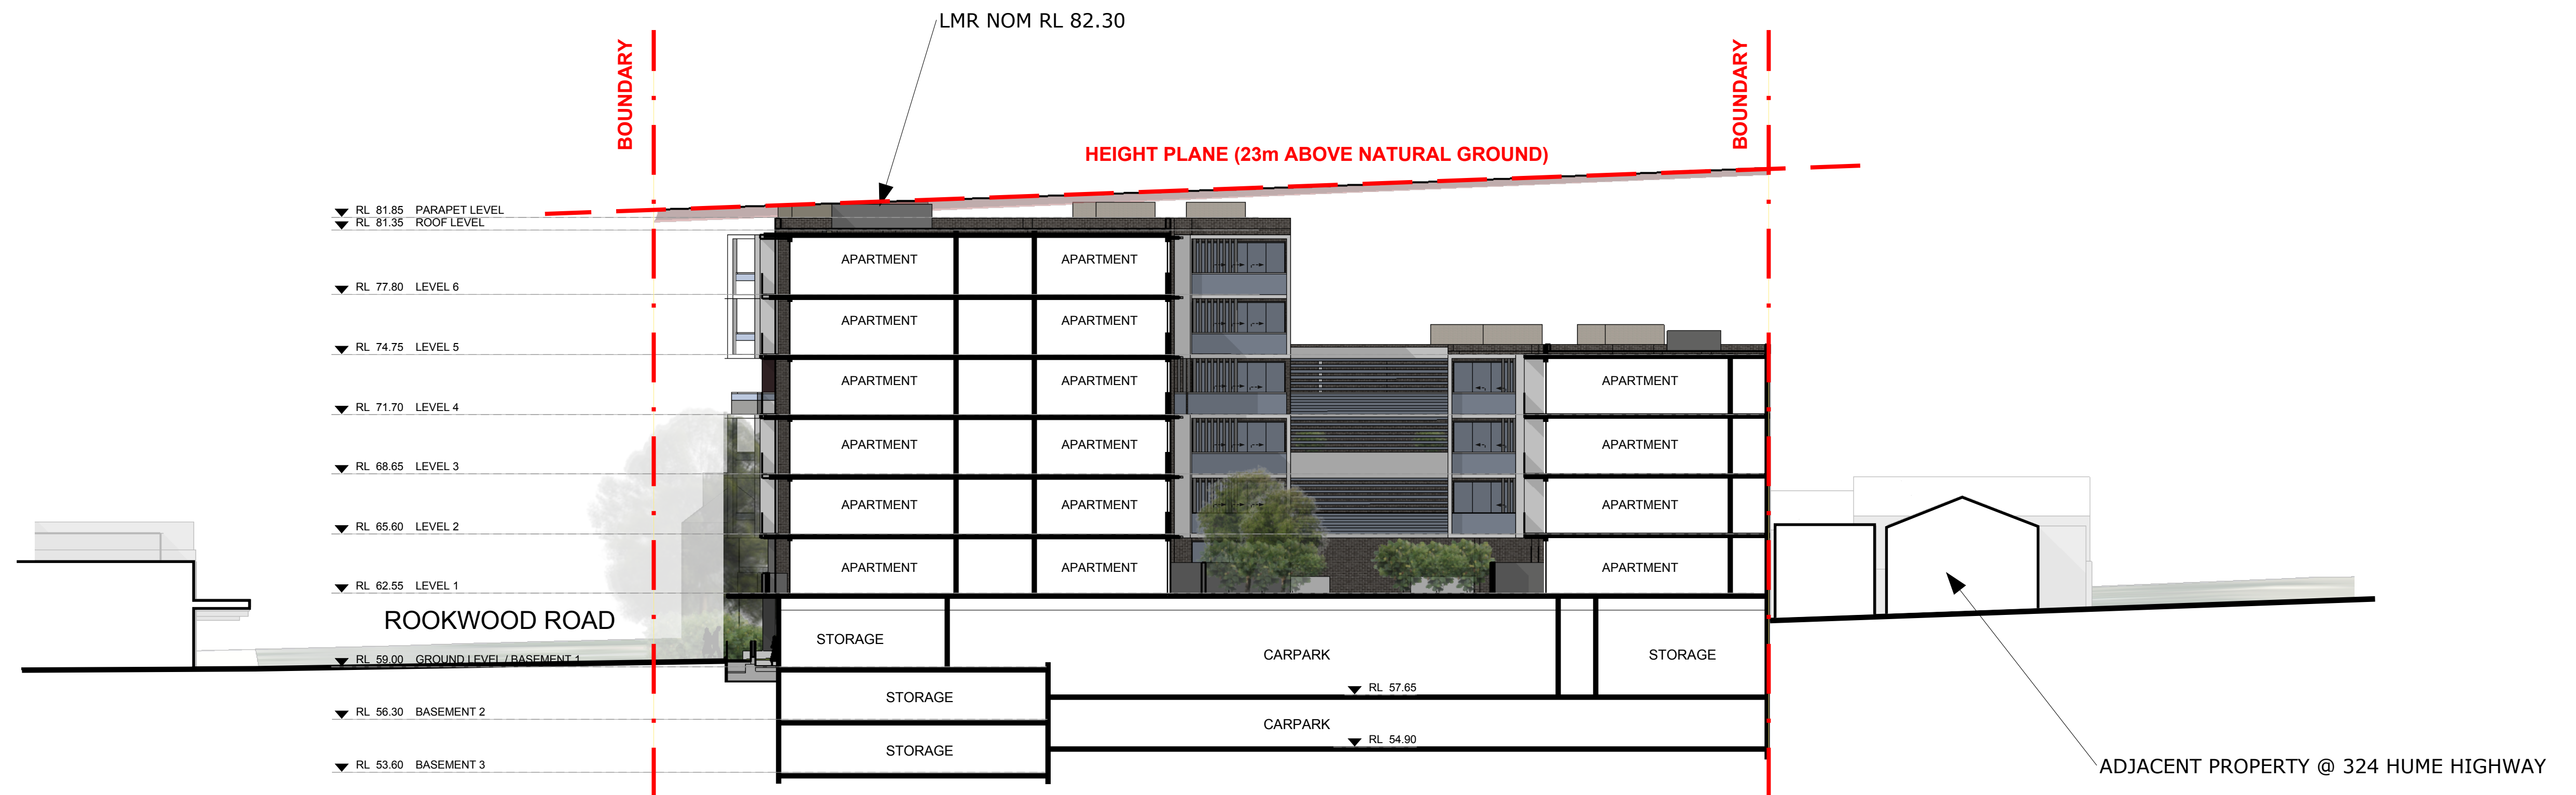 LMR NOM RL 82.30
BOUNDARY
BOUNDARY
HEIGHT PLANE (23m ABOVE NATURAL GROUND)
RL 81.85 PARAPET LEVEL
RL 81.35 ROOF LEVEL
APARTMENT APARTMENT
RL 77.80 LEVEL 6
APARTMENT APARTMENT
RL 74.75 LEVEL 5
APARTMENT APARTMENT APARTMENT
RL 71.70 LEVEL 4
APARTMENT APARTMENT APARTMENT
RL 68.65 LEVEL 3
APARTMENT APARTMENT APARTMENT
RL 65.60 LEVEL 2
APARTMENT APARTMENT APARTMENT
RL 62.55 LEVEL 1
ROOKWOOD ROAD
STORAGE CARPARK STORAGE
RL 59.00 GROUND LEVEL / BASEMENT 1
RL 57.65
STORAGE
RL 56.30 BASEMENT 2
CARPARK
RL 54.90
STORAGE
RL 53.60 BASEMENT 3
ADJACENT PROPERTY @ 324 HUME HIGHWAY